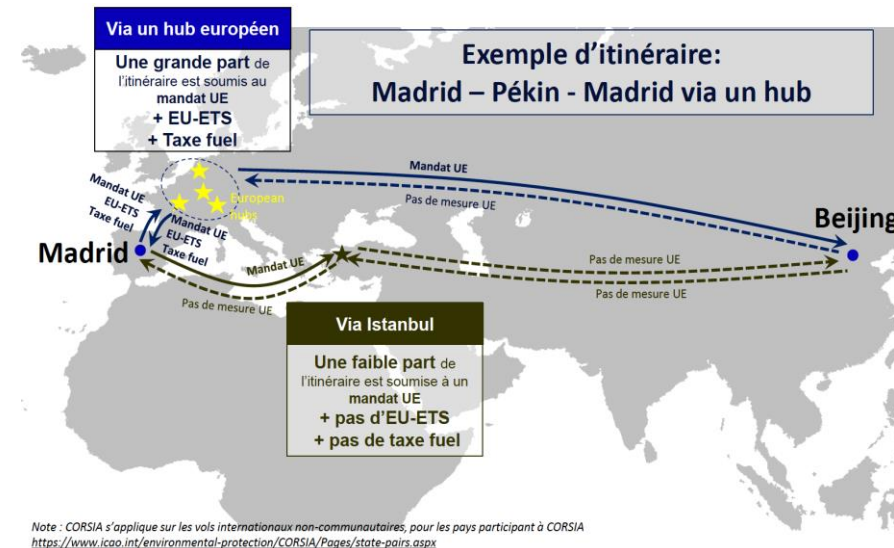 Via un hub européen
Une grande part de
l'itinéraire est soumis au
mandat UE
+ EU-ETS
+ Taxe fuel
Exemple d'itinéraire:
Madrid – Pékin - Madrid via un hub
Mandat UE
Pas de mesure UE
Mandat UE
EU-ETS
Taxe fuel
European
hubs
Mandat UE
EU-ETS
Taxe fuel
Beijing
Madrid
Mandat UE
Pas de mesure UE
Pas de mesure UE
Pas de mesure UE
Via Istanbul
Une faible part de
l'itinéraire est soumise à un
mandat UE
+ pas d'EU-ETS
+ pas de taxe fuel
Note : CORSIA s'applique sur les vols internationaux non-communautaires, pour les pays participant à CORSIA
https://www.icao.int/environmental-protection/CORSIA/Pages/state-pairs.aspx